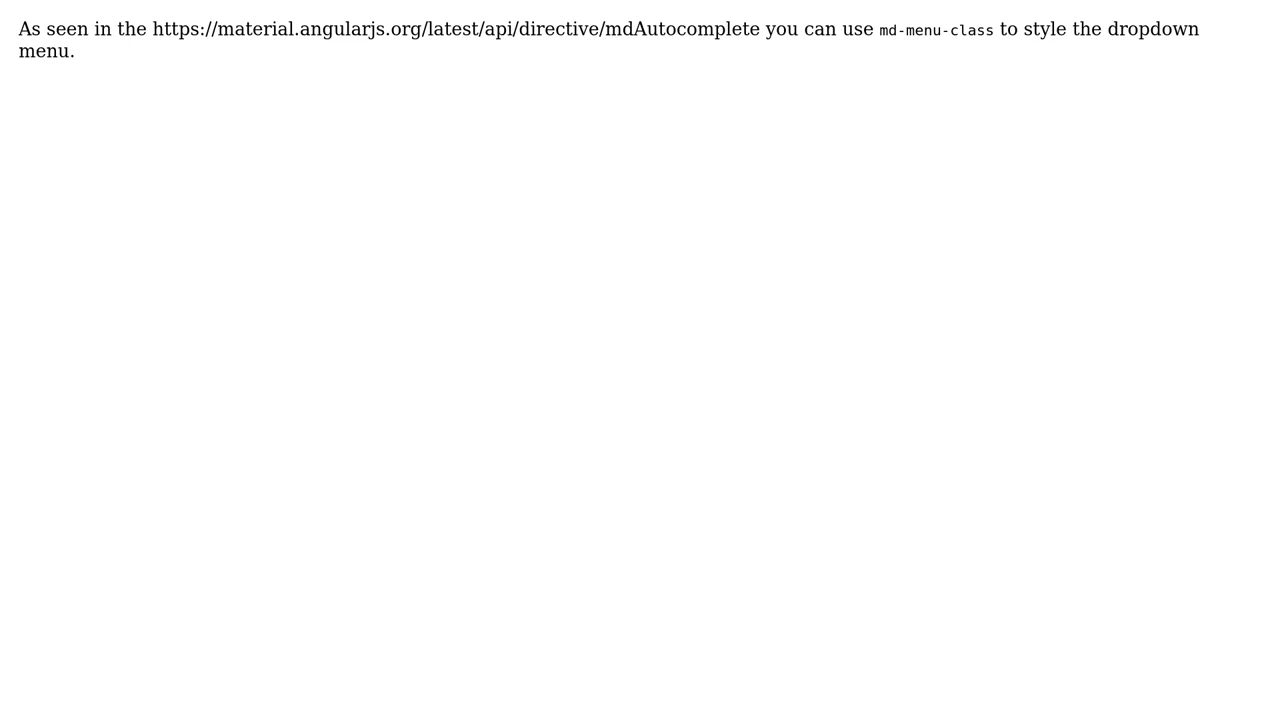 As seen in the https://material.angularjs.org/latest/api/directive/mdAutocomplete you can use md-menu-class to style the dropdown
menu.